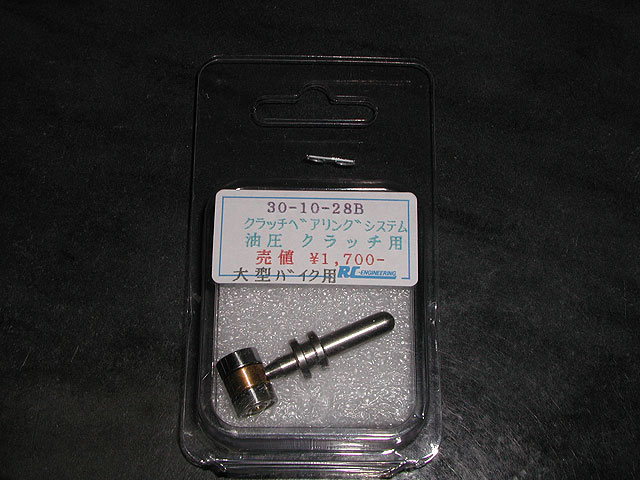 30-10-28B
クラッチベアリングシステム
油圧 クラッチ用
売値 ¥1,700-
大型バイク用 RC-ENGINEERING